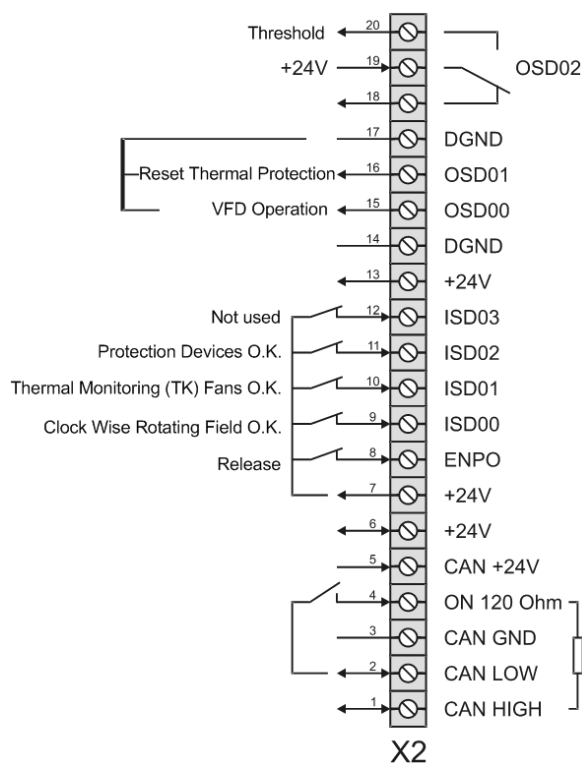 Threshold 20
+24V 19 OSD02
18
17 DGND
Reset Thermal Protection 16 OSD01
VFD Operation 15 OSD00
14 DGND
13 +24V
Not used 12 ISD03
Protection Devices O.K. 11 ISD02
Thermal Monitoring (TK) Fans O.K. 10 ISD01
Clock Wise Rotating Field O.K. 9 ISD00
Release 8 ENPO
7 +24V
6 +24V
5 CAN +24V
4 ON 120 Ohm
3 CAN GND
2 CAN LOW
1 CAN HIGH
X2